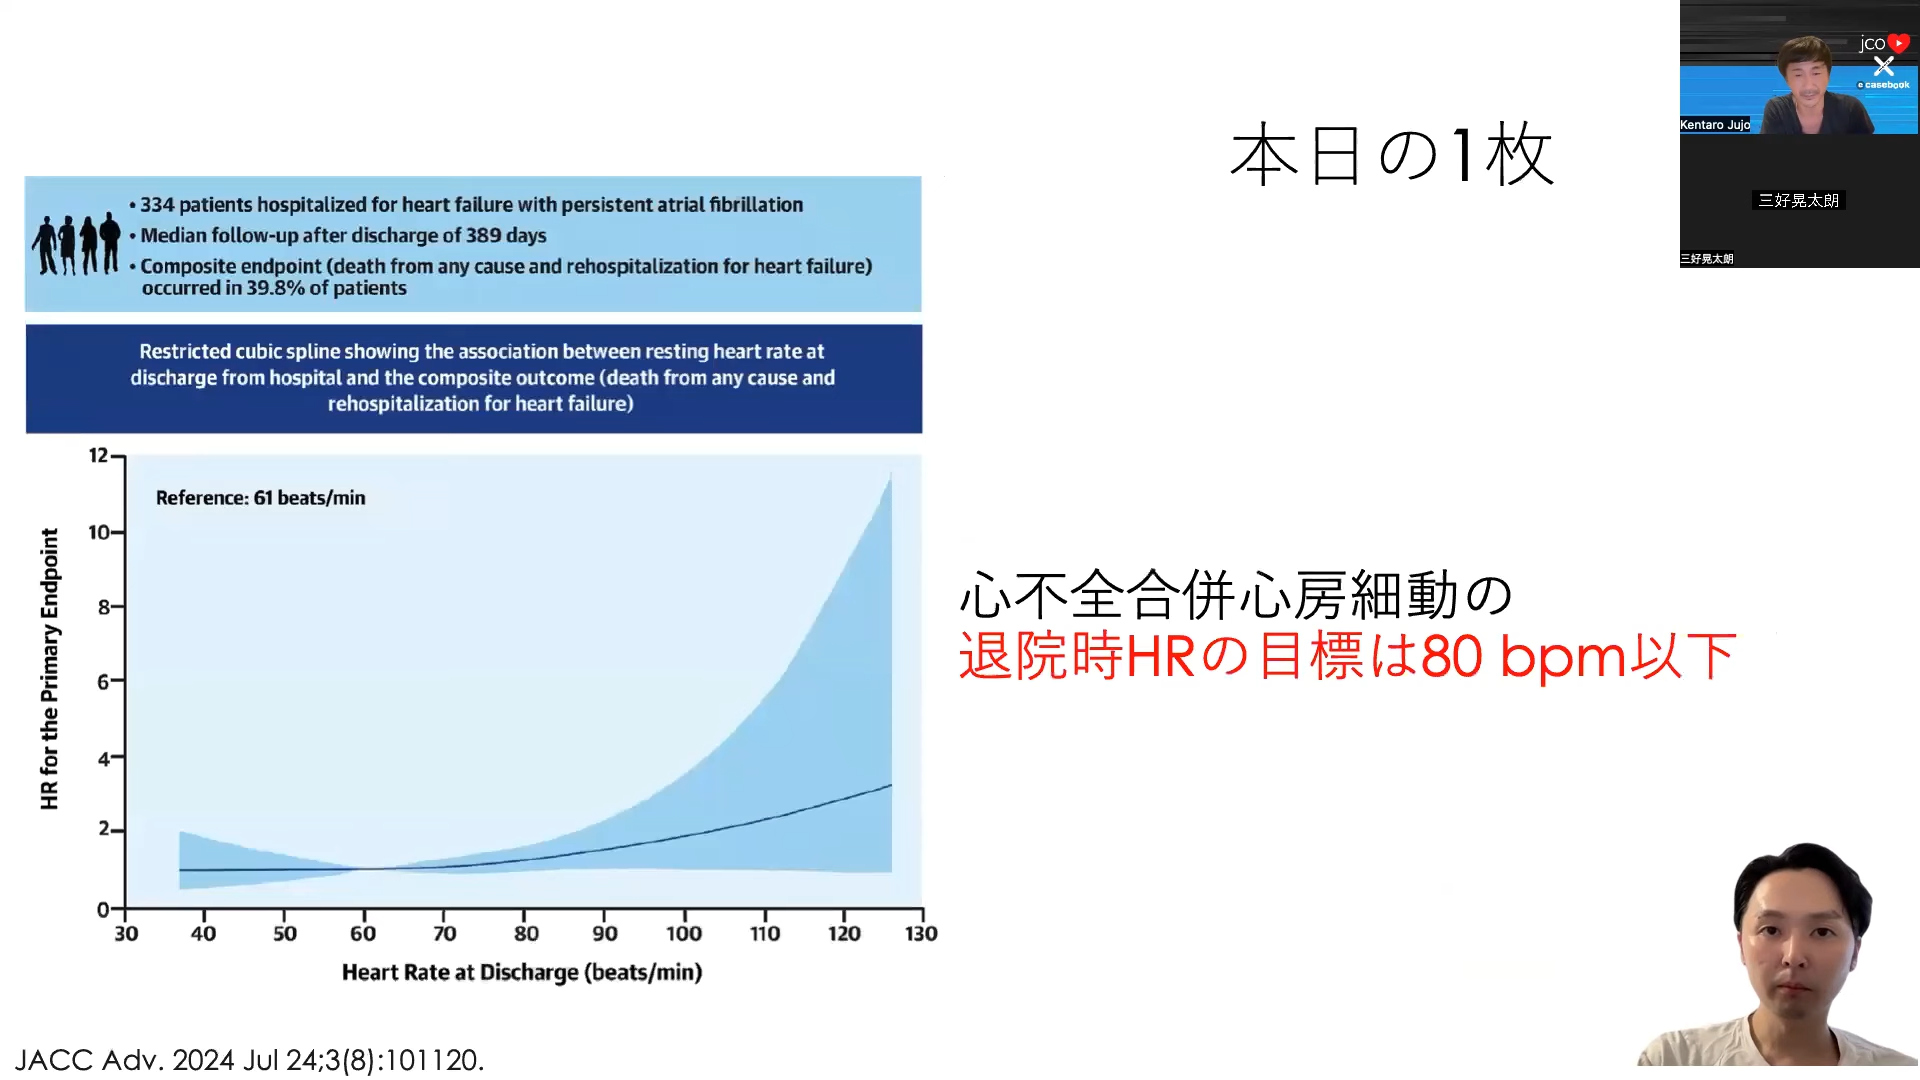 本日の1枚
• 334 patients hospitalized for heart failure with persistent atrial fibrillation
• Median follow-up after discharge of 389 days
• Composite endpoint (death from any cause and rehospitalization for heart failure)
occurred in 39.8% of patients
Restricted cubic spline showing the association between resting heart rate at
discharge from hospital and the composite outcome (death from any cause and
rehospitalization for heart failure)
Reference: 61 beats/min
HR for the Primary Endpoint
12
10
8
6
4
2
0
30 40 50 60 70 80 90 100 110 120 130
Heart Rate at Discharge (beats/min)
心不全合併心房細動の
退院時HRの目標は80 bpm以下
JACC Adv. 2024 Jul 24;3(8):101120.
jco
e casebook
Kentaro Jujo
三好晃太朗
三好晃太朗